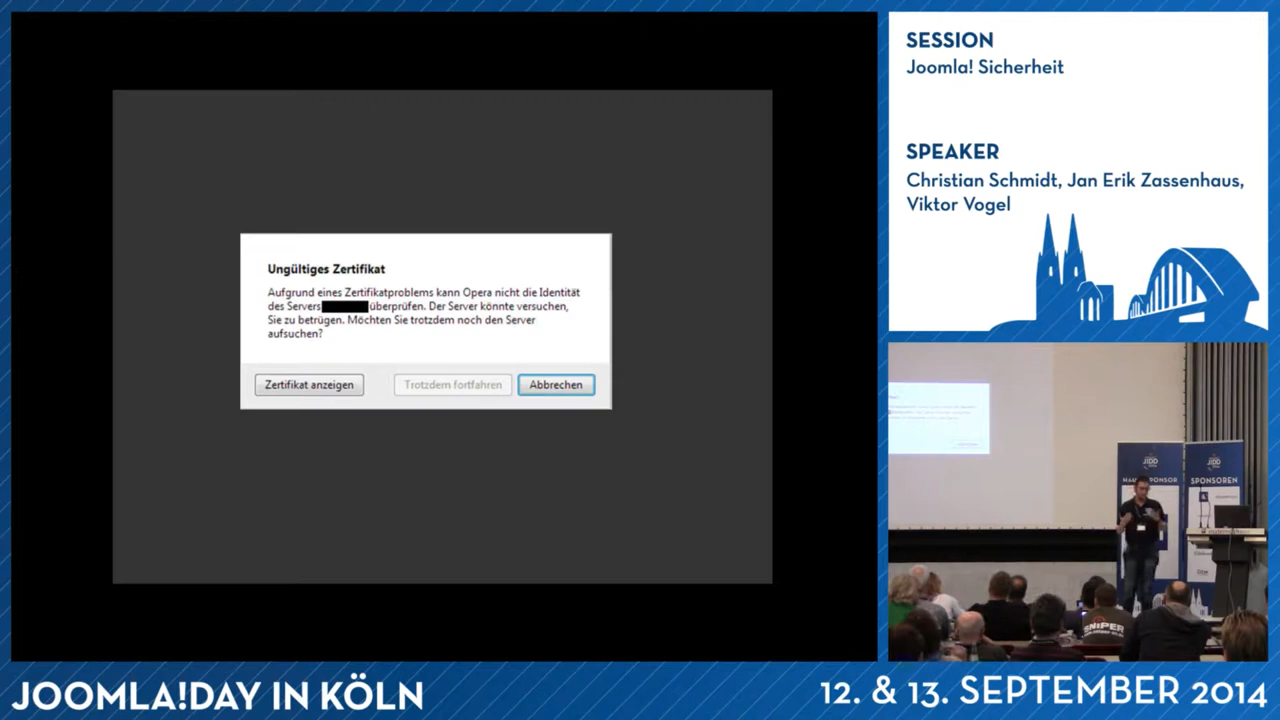 Ungültiges Zertifikat
Aufgrund eines Zertifikatproblems kann Opera nicht die Identität
des Servers überprüfen. Der Server könnte versuchen,
Sie zu betrügen. Möchten Sie trotzdem noch den Server
aufsuchen?
Zertifikat anzeigen
Trotzdem fortfahren
Abbrechen
SESSION
Joomla! Sicherheit
SPEAKER
Christian Schmidt, Jan Erik Zassenhaus,
Viktor Vogel
SPONSOREN
SNIPER
JOOMLA!DAY IN KÖLN
12. & 13. SEPTEMBER 2014